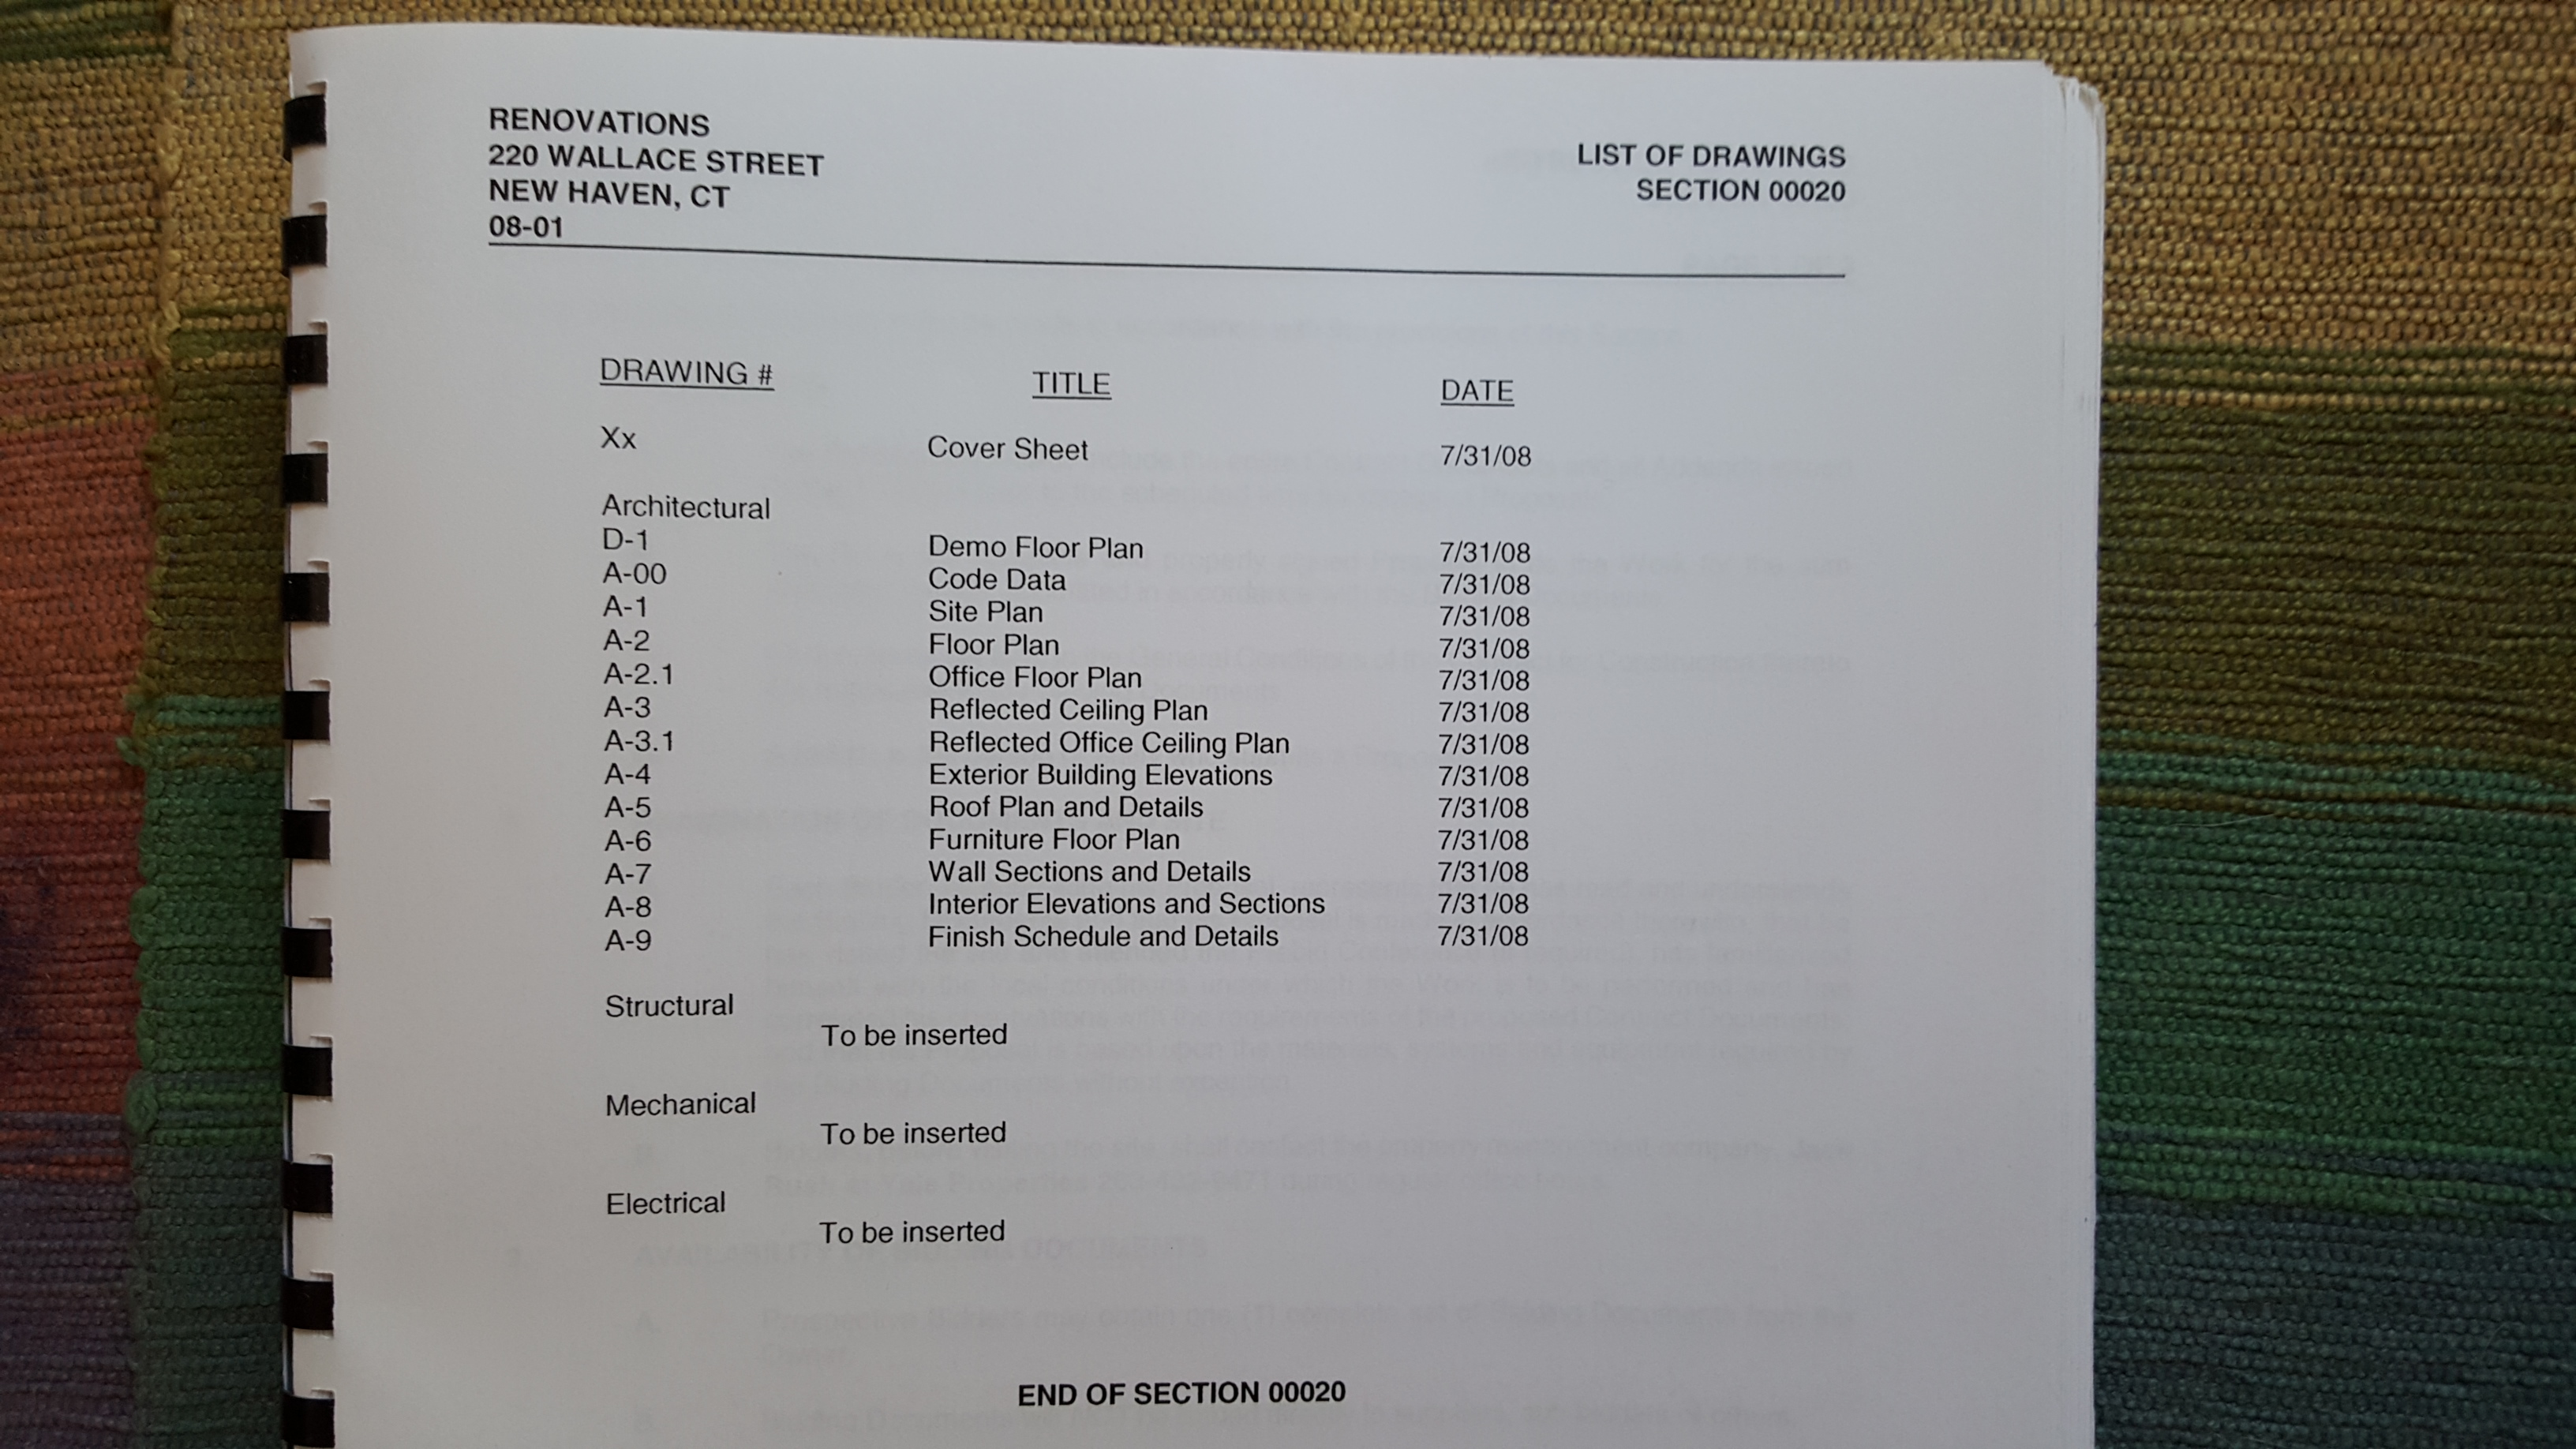 RENOVATIONS
220 WALLACE STREET
NEW HAVEN, CT
08-01
LIST OF DRAWINGS
SECTION 00020
DRAWING # TITLE DATE
Xx Cover Sheet 7/31/08
Architectural
D-1 Demo Floor Plan 7/31/08
A-00 Code Data 7/31/08
A-1 Site Plan 7/31/08
A-2 Floor Plan 7/31/08
A-2.1 Office Floor Plan 7/31/08
A-3 Reflected Ceiling Plan 7/31/08
A-3.1 Reflected Office Ceiling Plan 7/31/08
A-4 Exterior Building Elevations 7/31/08
A-5 Roof Plan and Details 7/31/08
A-6 Furniture Floor Plan 7/31/08
A-7 Wall Sections and Details 7/31/08
A-8 Interior Elevations and Sections 7/31/08
A-9 Finish Schedule and Details 7/31/08
Structural
To be inserted
Mechanical
To be inserted
Electrical
To be inserted
END OF SECTION 00020